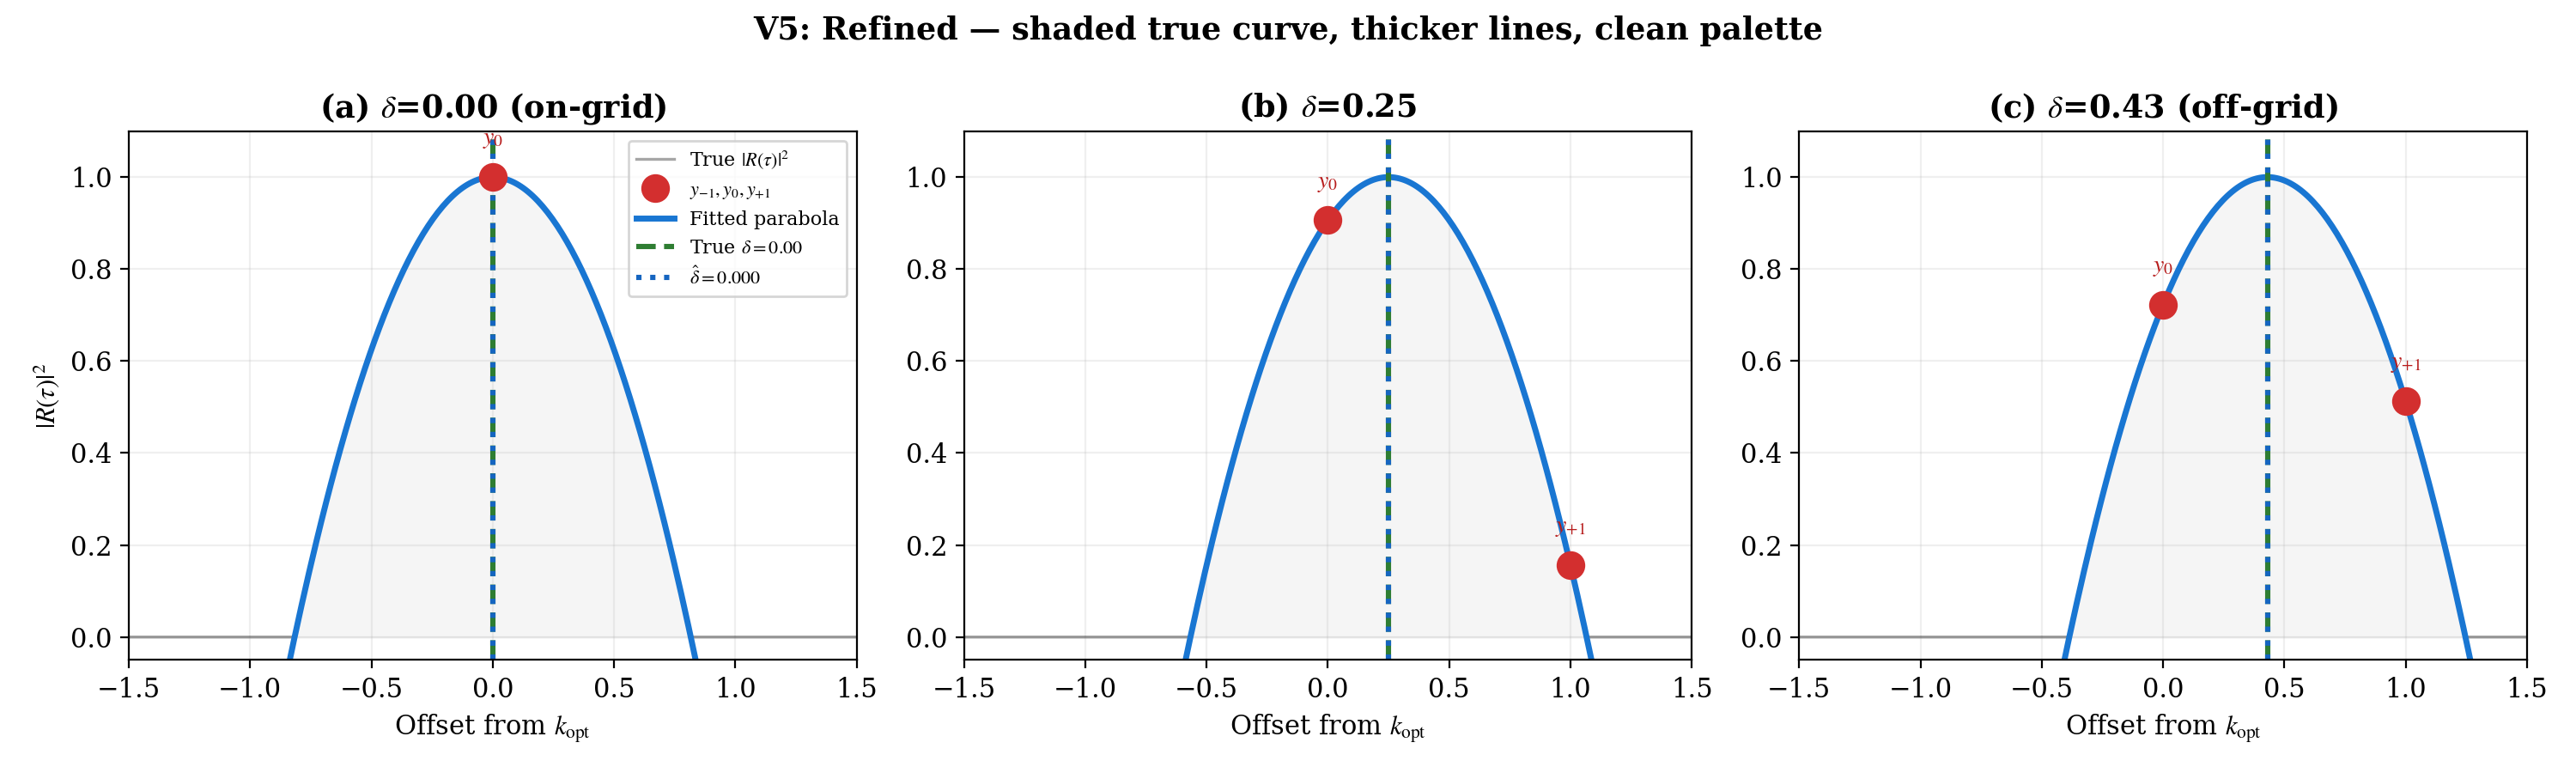 V5: Refined — shaded true curve, thicker lines, clean palette
(a) δ=0.00 (on-grid)
y₀
True |R(τ)|²
y₋₁, y₀, y₊₁
Fitted parabola
True δ = 0.00
δ̂ = 0.000
|R(τ)|²
1.0
0.8
0.6
0.4
0.2
0.0
−1.5 −1.0 −0.5 0.0 0.5 1.0 1.5
Offset from k_opt
(b) δ=0.25
y₀
y₊₁
1.0
0.8
0.6
0.4
0.2
0.0
−1.5 −1.0 −0.5 0.0 0.5 1.0 1.5
Offset from k_opt
(c) δ=0.43 (off-grid)
y₀
y₊₁
1.0
0.8
0.6
0.4
0.2
0.0
−1.5 −1.0 −0.5 0.0 0.5 1.0 1.5
Offset from k_opt